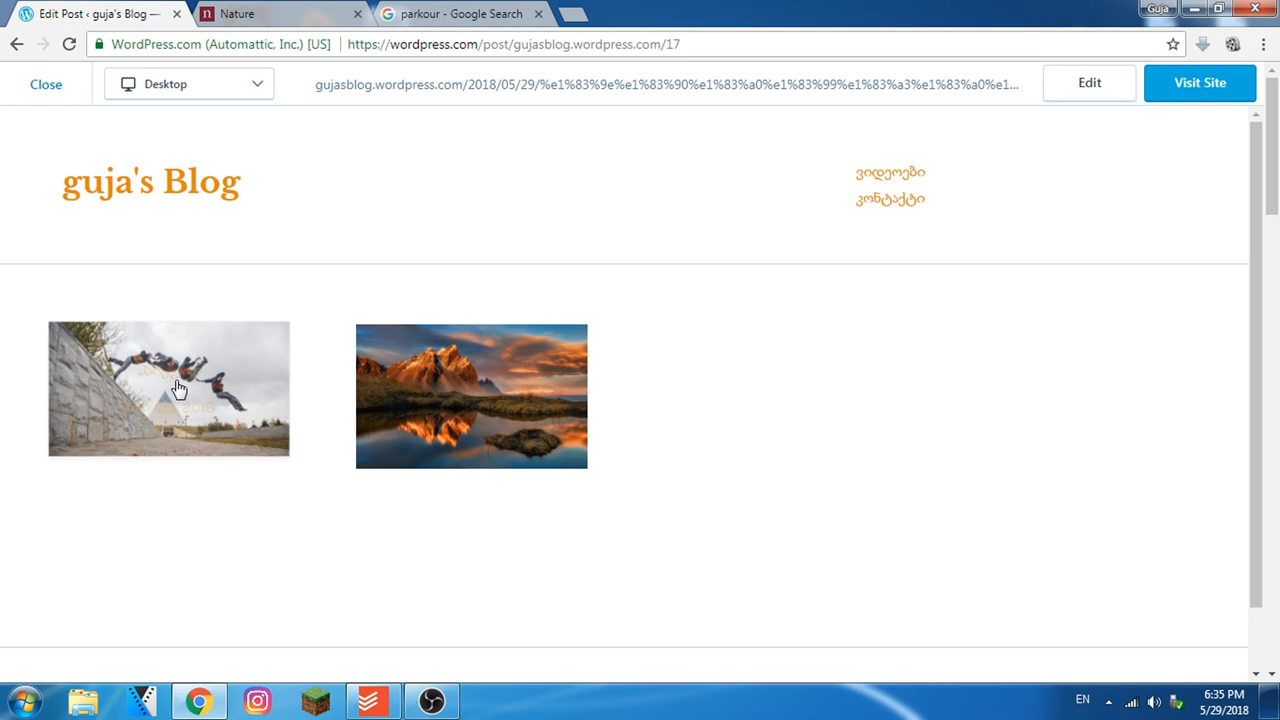 Edit Post ‹ guja's Blog —
Nature
parkour - Google Search
Guja
WordPress.com (Automattic, Inc.) [US]
https://wordpress.com/post/gujasblog.wordpress.com/17
Close
Desktop
gujasblog.wordpress.com/2018/05/29/%e1%83%9e%e1%83%90%e1%83%a0%e1%83%99%e1%83%a3%e1%83%a0%e1...
Edit
Visit Site
guja's Blog
ვიდეოები
კონტაქტი
2018
EN
6:35 PM
5/29/2018